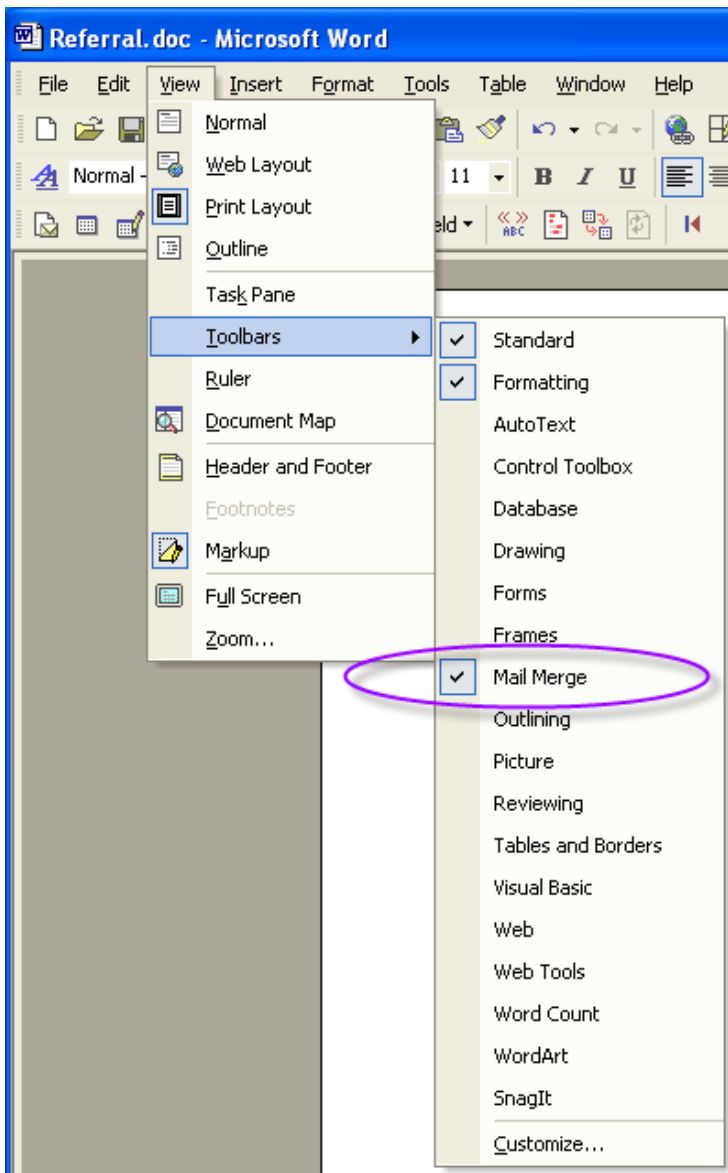 Referral.doc - Microsoft Word
File Edit View Insert Format Tools Table Window Help
Normal
Web Layout
Normal - 11 B I U
Print Layout
eld ABC
Outline
Task Pane
Toolbars
Standard
Ruler
Formatting
Document Map
AutoText
Header and Footer
Control Toolbox
Footnotes
Database
Markup
Drawing
Full Screen
Forms
Zoom...
Frames
Mail Merge
Outlining
Picture
Reviewing
Tables and Borders
Visual Basic
Web
Web Tools
Word Count
WordArt
SnagIt
Customize...